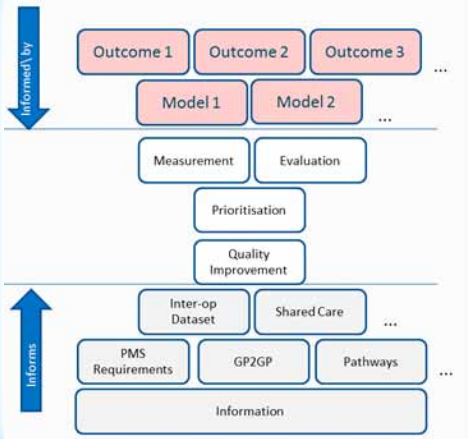 Informed\ by
Outcome 1 Outcome 2 Outcome 3 ...
Model 1 Model 2 ...
Measurement Evaluation
Prioritisation
Quality
Improvement
Informs
Inter-op
Dataset
Shared Care ...
PMS
Requirements
GP2GP Pathways ...
Information